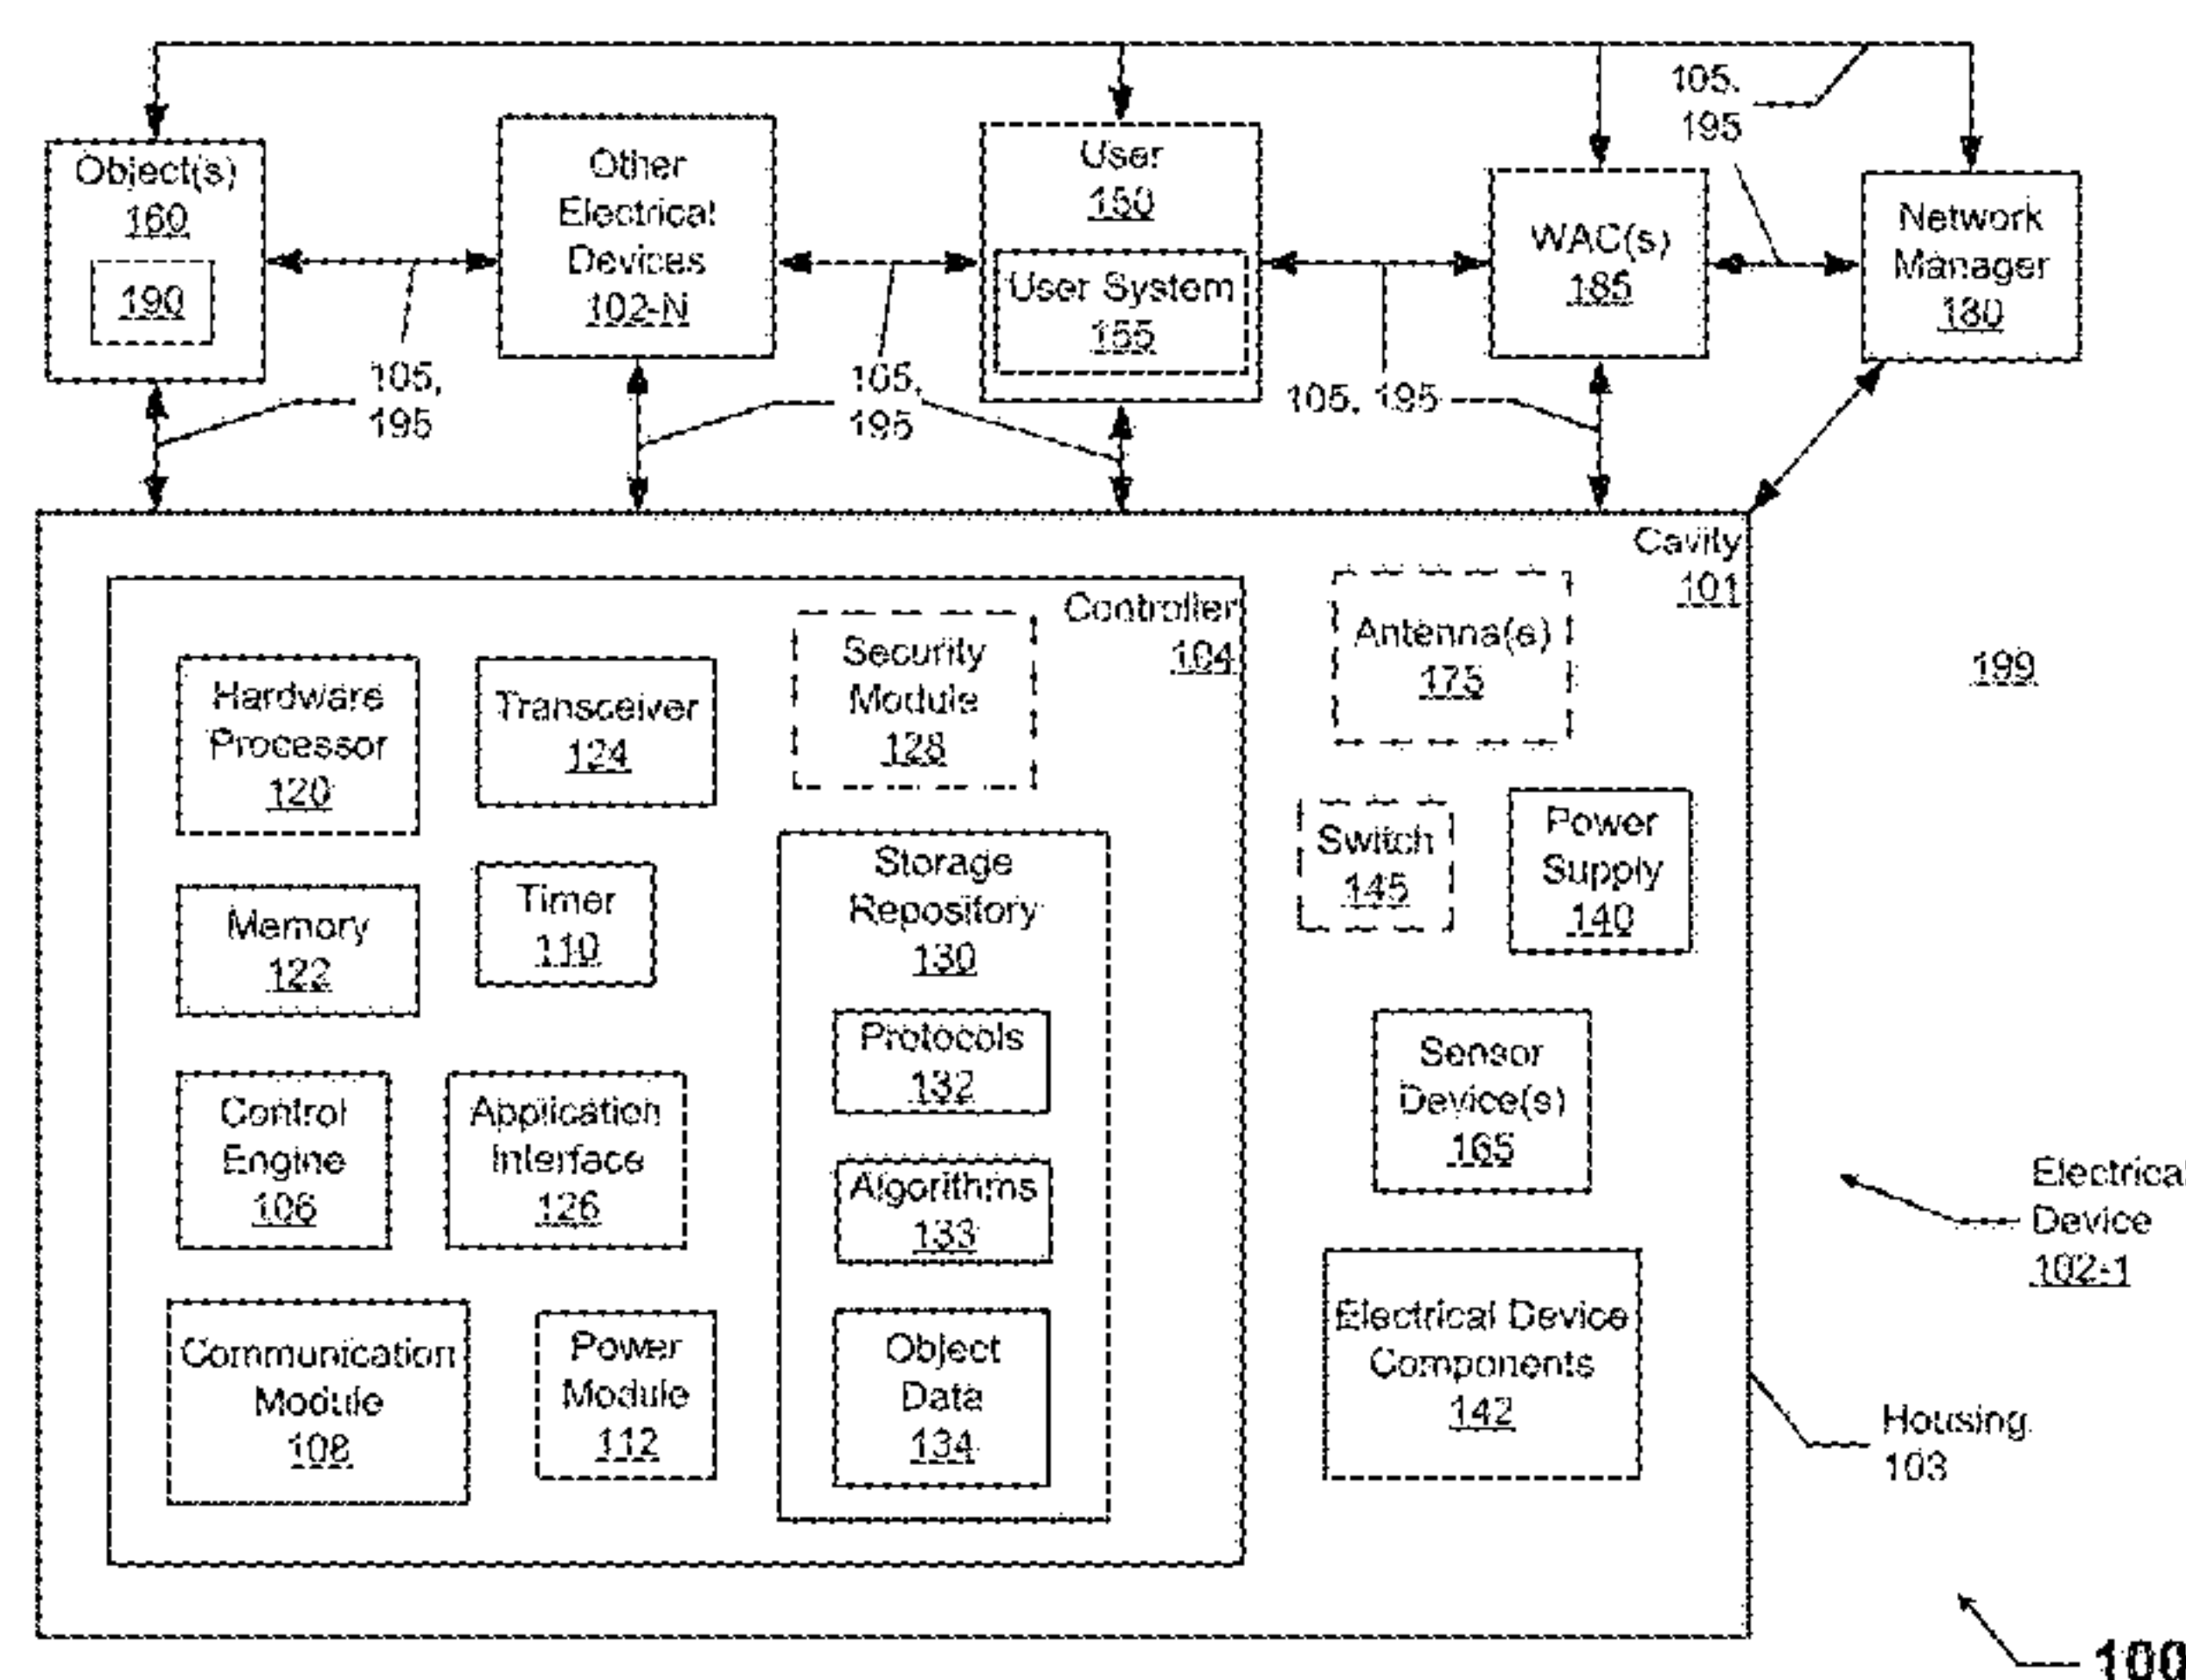 105,
195
Object(s)
160
190
Other
Electrical
Devices
102-N
User
150
User System
155
WAC(s)
185
Network
Manager
180
105,
195
105,
195
105, 195
Cavity
101
Controller
104
Hardware
Processor
120
Transceiver
124
Security
Module
128
Antenna(s)
175
199
Memory
122
Timer
110
Storage
Repository
130
Switch
145
Power
Supply
140
Protocols
132
Sensor
Device(s)
165
Control
Engine
106
Application
Interface
126
Algorithms
133
Electrical
Device
102-1
Communication
Module
108
Power
Module
112
Object
Data
134
Electrical Device
Components
142
Housing
103
100